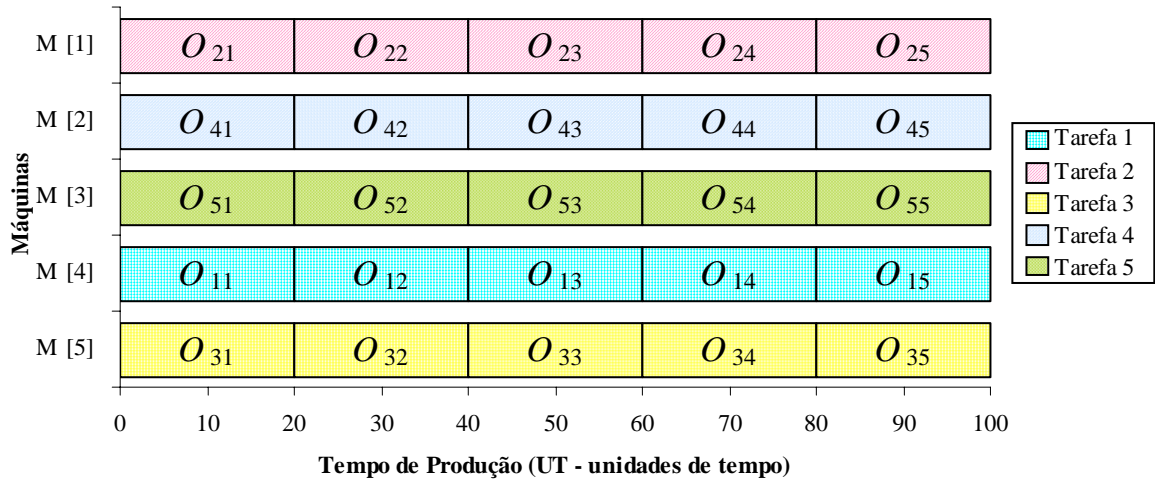 M [1] O 21 O 22 O 23 O 24 O 25
M [2] O 41 O 42 O 43 O 44 O 45
M [3] O 51 O 52 O 53 O 54 O 55
M [4] O 11 O 12 O 13 O 14 O 15
M [5] O 31 O 32 O 33 O 34 O 35
Máquinas
0 10 20 30 40 50 60 70 80 90 100
Tempo de Produção (UT - unidades de tempo)
Tarefa 1
Tarefa 2
Tarefa 3
Tarefa 4
Tarefa 5